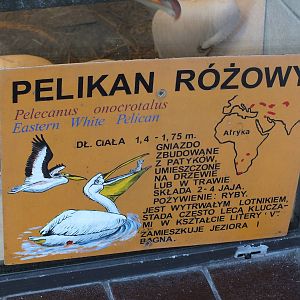 PELIKAN RÓŻOWY
Pelecanus onocrotalus
Eastern White Pelican
DŁ. CIAŁA 1,4 - 1,75 m.
GNIAZDO
ZBUDOWANE
Z PATYKÓW,
UMIESZCZONE
NA DRZEWIE
LUB W TRAWIE
SKŁADA 2-4 JAJA.
POŻYWIENIE: RYBY.
JEST WYTRWAŁYM LOTNIKIEM,
STADA CZĘSTO LECĄ KLUCZA-
MI W KSZTAŁCIE LITERY "V".
ZAMIESZKUJE JEZIORA I
BAGNA.
Afryka